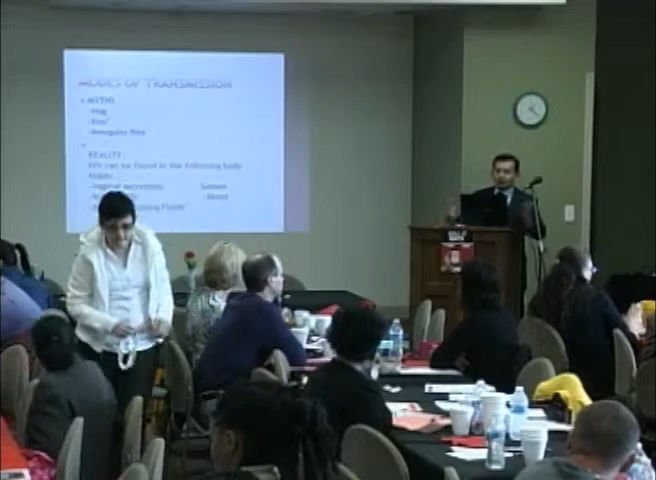 MODES OF TRANSMISSION
MYTHS
-Hug
-Kiss
-Mosquito Bite
REALITY
HIV can be found in the following body
fluids:
-Vaginal secretions Semen
Blood
Fluids